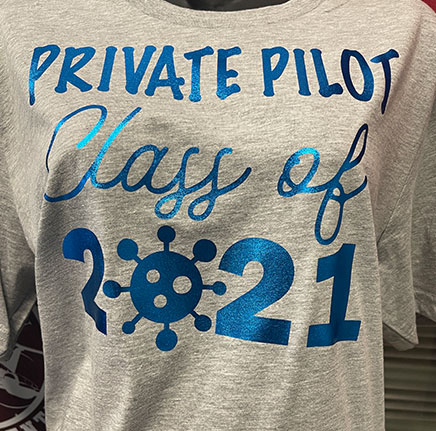 PRIVATE PILOT
Class of
2021